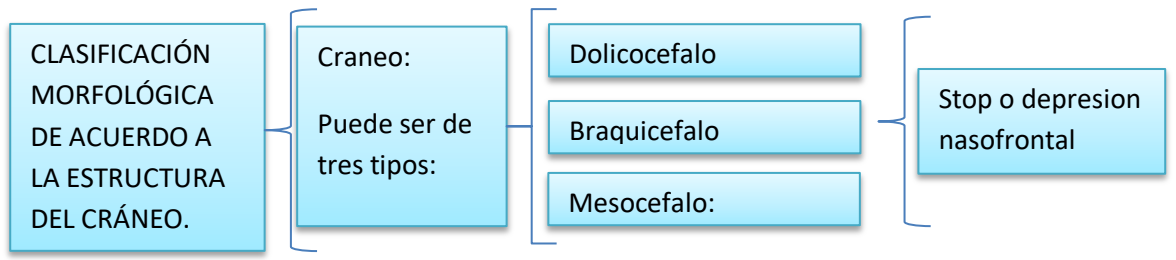 CLASIFICACIÓN
MORFOLÓGICA
DE ACUERDO A
LA ESTRUCTURA
DEL CRÁNEO.
Craneo:
Puede ser de
tres tipos:
Dolicocefalo
Braquicefalo
Mesocefalo:
Stop o depresion
nasofrontal